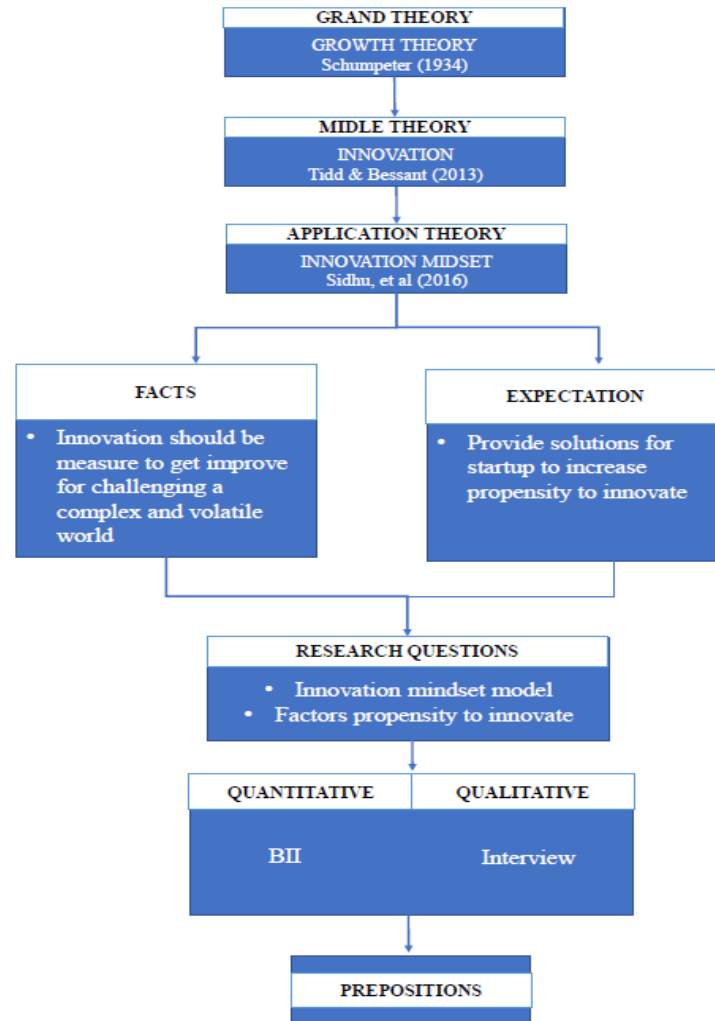 GRAND THEORY
GROWTH THEORY
Schumpeter (1934)
MIDLE THEORY
INNOVATION
Tidd & Bessant (2013)
APPLICATION THEORY
INNOVATION MIDSET
Sidhu, et al (2016)
FACTS
• Innovation should be
measure to get improve
for challenging a
complex and volatile
world
EXPECTATION
• Provide solutions for
startup to increase
propensity to innovate
RESEARCH QUESTIONS
• Innovation mindset model
• Factors propensity to innovate
QUANTITATIVE
BII
QUALITATIVE
Interview
PREPOSITIONS